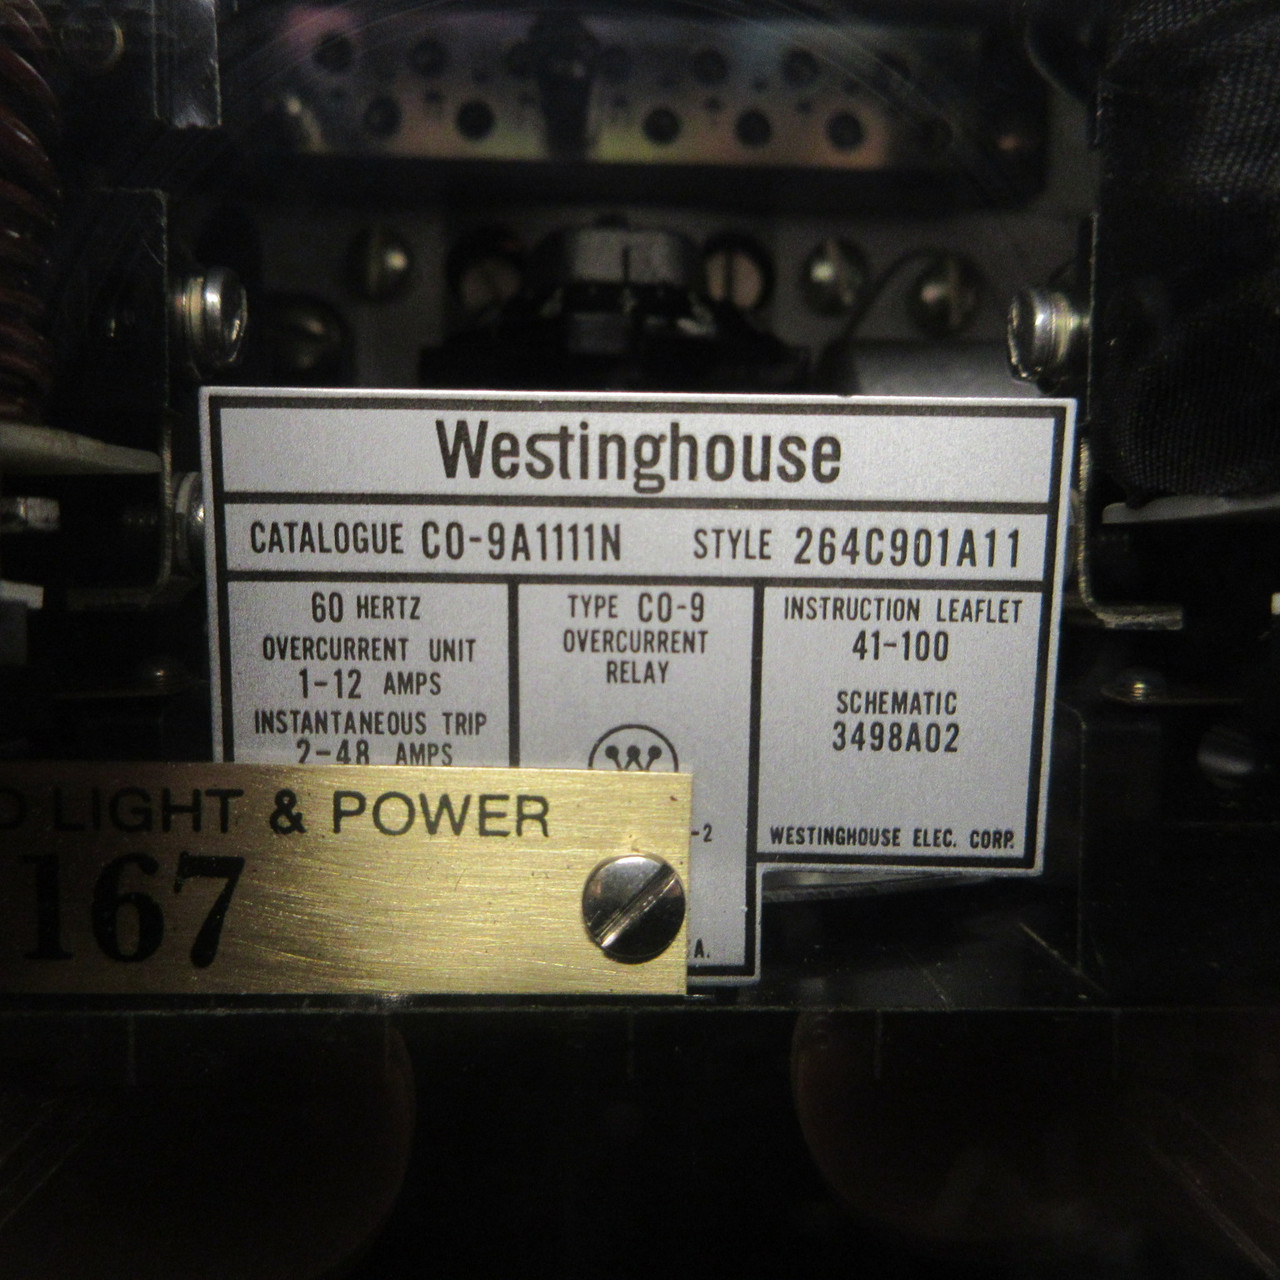 Westinghouse
CATALOGUE CO-9A1111N STYLE 264C901A11
60 HERTZ
OVERCURRENT UNIT
1-12 AMPS
INSTANTANEOUS TRIP
2-48 AMPS
TYPE CO-9
OVERCURRENT
RELAY
W
-2
A.
INSTRUCTION LEAFLET
41-100
SCHEMATIC
3498A02
WESTINGHOUSE ELEC. CORP.
D LIGHT & POWER
167